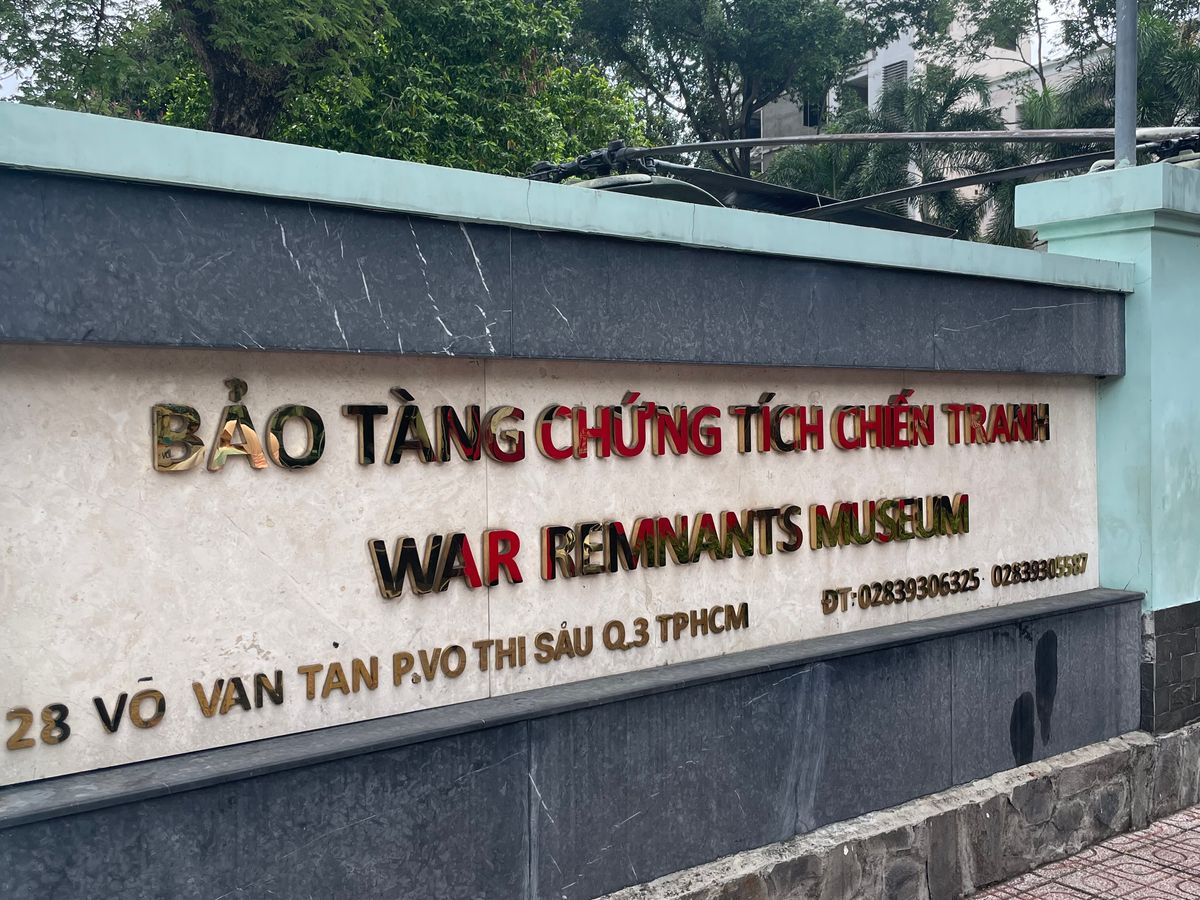 BẢO TÀNG CHỨNG TÍCH CHIẾN TRANH
WAR REMNANTS MUSEUM
28 VÕ VAN TAN P.VO THI SÁU Q.3 TPHCM ĐT:02839306325 02839305587